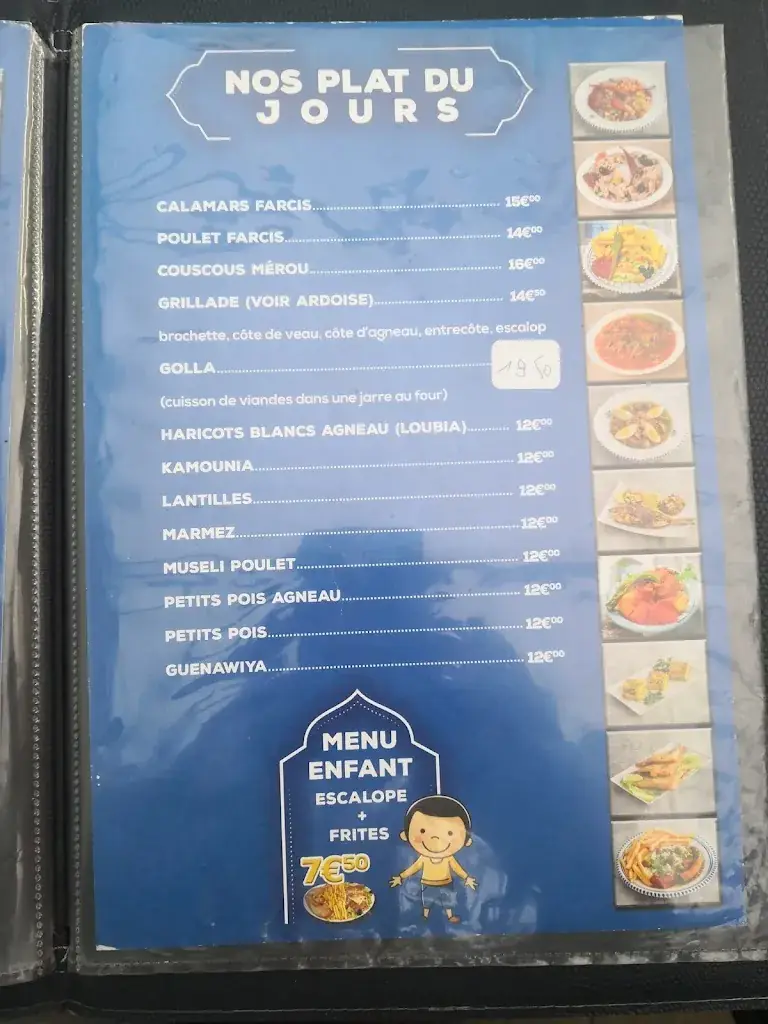 NOS PLAT DU
JOURS
CALAMARS FARCIS 15€00
POULET FARCIS 14€00
COUSCOUS MÉROU 16€00
GRILLADE (VOIR ARDOISE) 14€50
brochette, côte de veau, côte d'agneau, entrecôte, escalop
GOLLA 19 50
(cuisson de viandes dans une jarre au four)
HARICOTS BLANCS AGNEAU (LOUBIA) 12€00
KAMOUNIA 12€00
LANTILLES 12€00
MARMEZ 12€00
MUSELI POULET 12€00
PETITS POIS AGNEAU 12€00
PETITS POIS 12€00
GUENAWIYA 12€00
MENU
ENFANT
ESCALOPE
+
FRITES
7€50